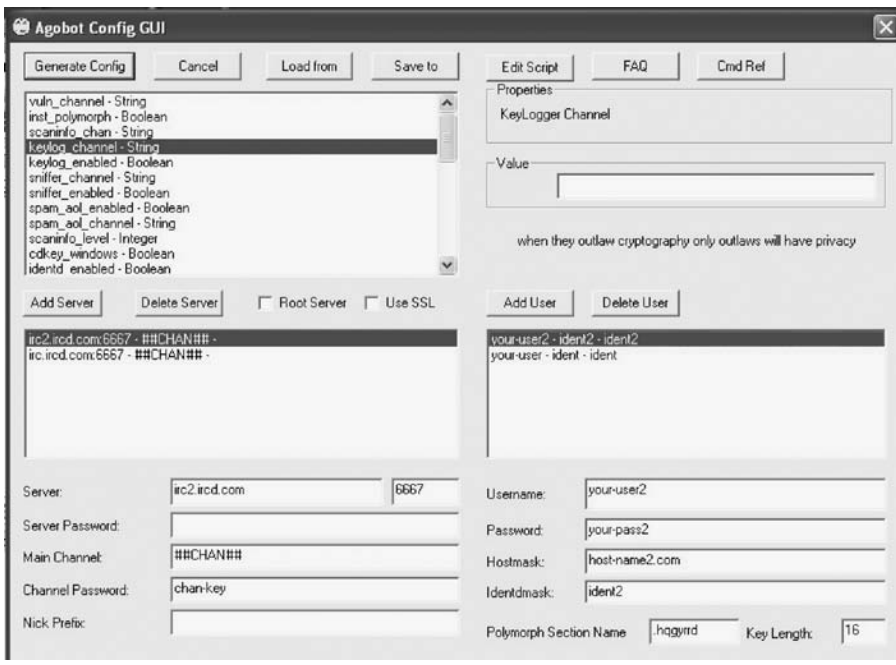 Agobot Config GUI
Generate Config Cancel Load from Save to Edit Script FAQ Cmd Ref
vuln_channel - String
inst_polymorph - Boolean
scaninfo_chan - String
keylog_channel - String
keylog_enabled - Boolean
sniffer_channel - String
sniffer_enabled - Boolean
spam_aol_enabled - Boolean
spam_aol_channel - String
scaninfo_level - Integer
cdkey_windows - Boolean
identd_enabled - Boolean
Properties
KeyLogger Channel
Value
when they outlaw cryptography only outlaws will have privacy
Add Server Delete Server Root Server Use SSL Add User Delete User
irc2.ircd.com:6667 - ##CHAN## -
irc.ircd.com:6667 - ##CHAN## -
your-user2 - ident2 - ident2
your-user - ident - ident
Server: irc2.ircd.com 6667
Server Password:
Main Channel: ##CHAN##
Channel Password: chan-key
Nick Prefix:
Username: your-user2
Password: your-pass2
Hostmask: host-name2.com
Identdmask: ident2
Polymorph Section Name .hqgyrrd Key Length: 16